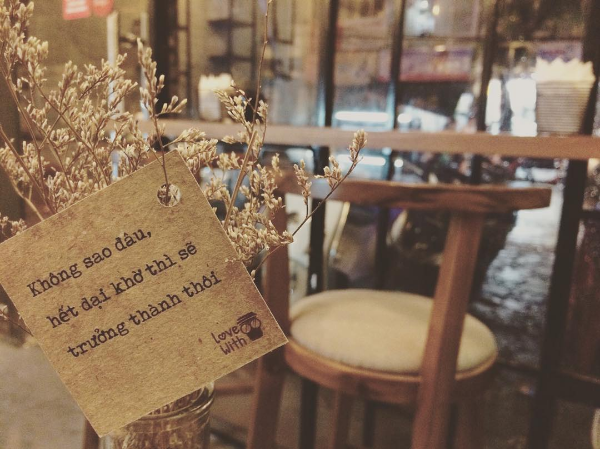 Không sao đâu,
hết dại khờ thì sẽ
trưởng thành thôi
Love
With